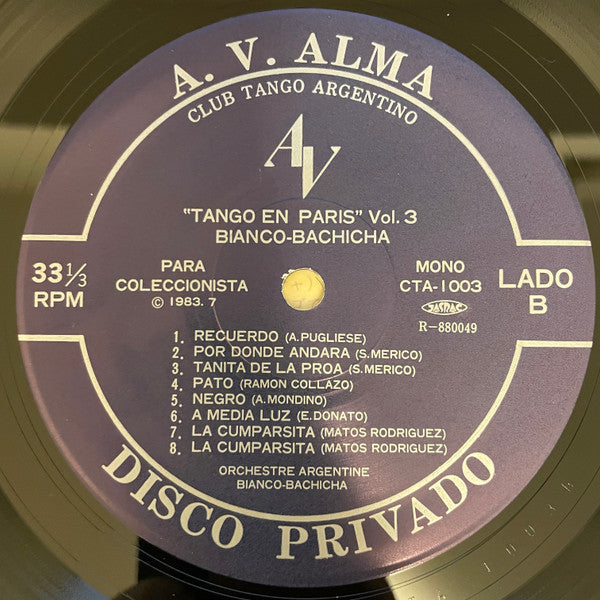 A. V. ALMA
CLUB TANGO ARGENTINO
AV
"TANGO EN PARIS" Vol. 3
BIANCO-BACHICHA
33 1/3
RPM
PARA
COLECCIONISTA
© 1983. 7
MONO
CTA-1003
JASRAC
R-880049
LADO
B
1. RECUERDO (A. PUGLIESE)
2. POR DONDE ANDARA (S. MERICO)
3. TANITA DE LA PROA (S. MERICO)
4. PATO (RAMON COLLAZO)
5. NEGRO (A. MONDINO)
6. A MEDIA LUZ (E. DONATO)
7. LA CUMPARSITA (MATOS RODRIGUEZ)
8. LA CUMPARSITA (MATOS RODRIGUEZ)
ORCHESTRE ARGENTINE
BIANCO-BACHICHA
DISCO PRIVADO